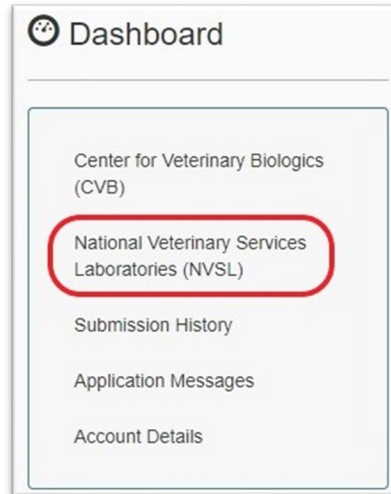 Dashboard
Center for Veterinary Biologics
(CVB)
National Veterinary Services
Laboratories (NVSL)
Submission History
Application Messages
Account Details